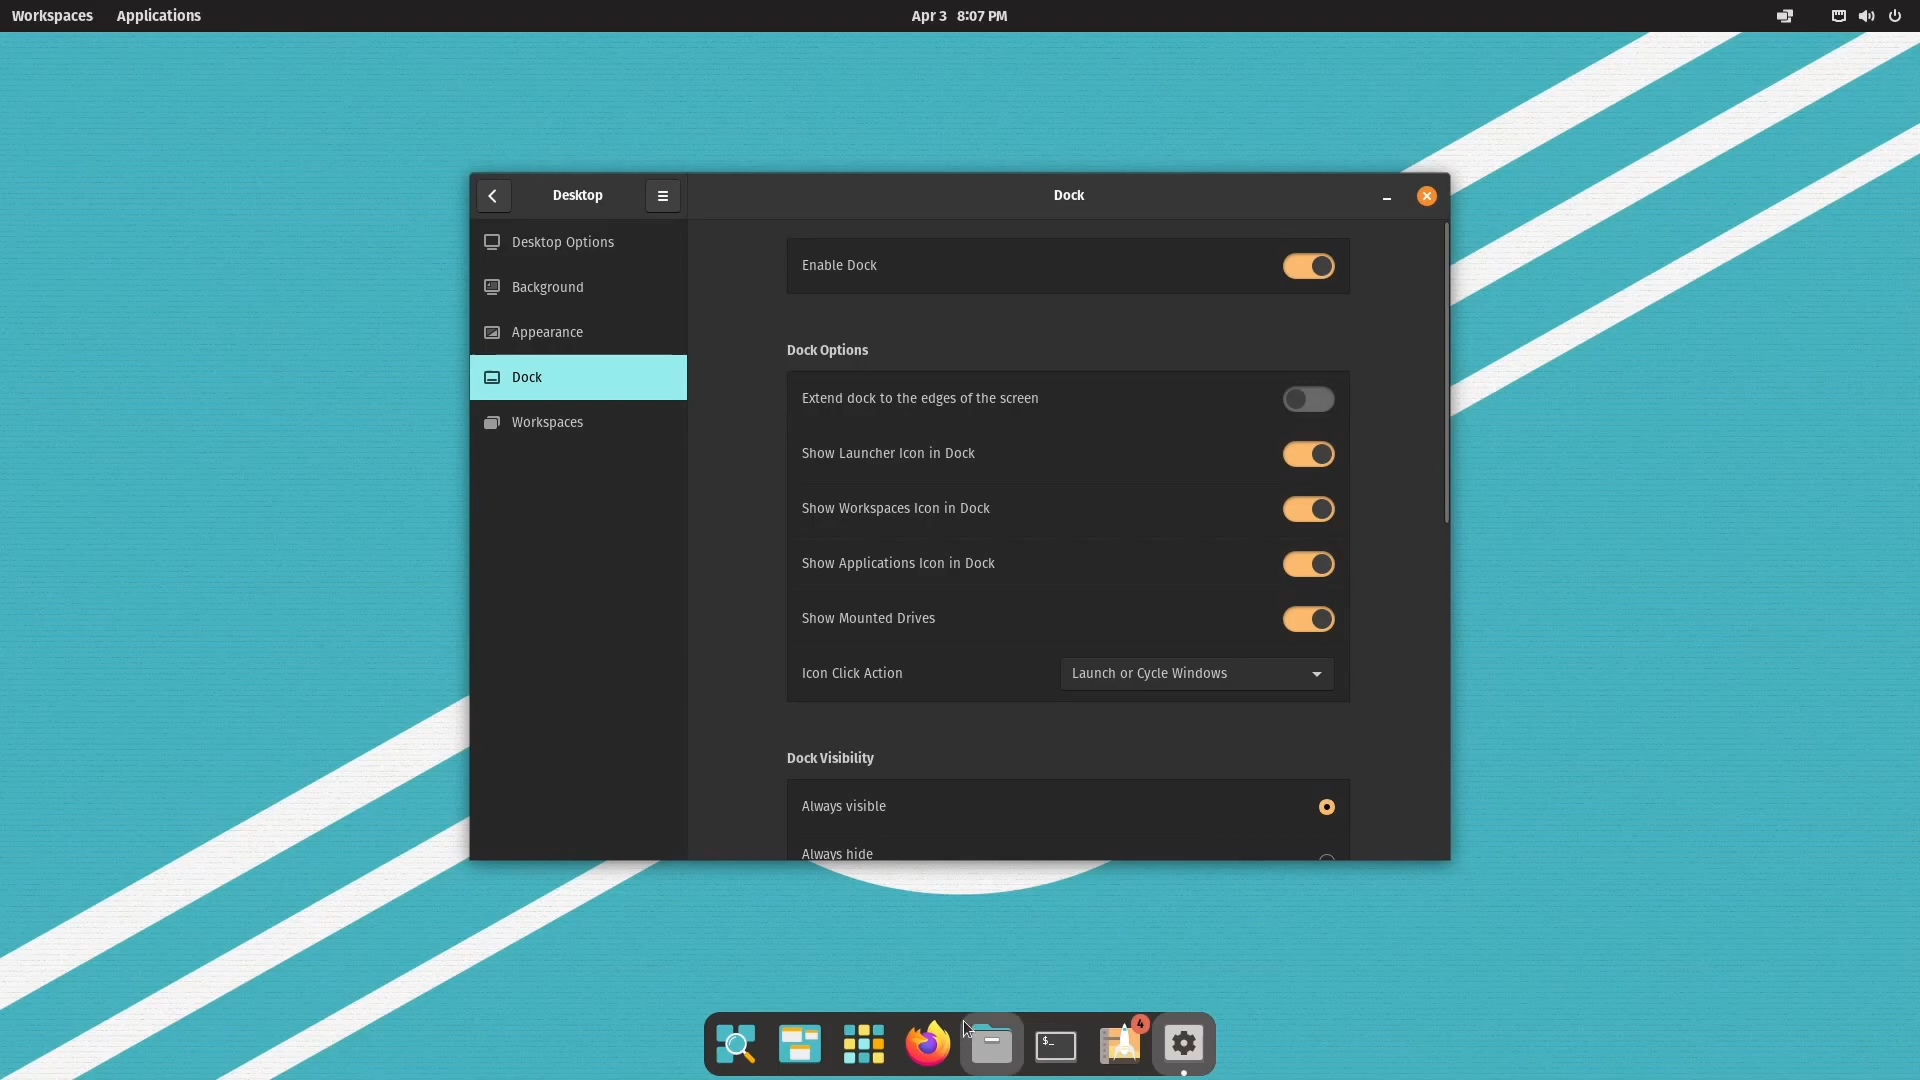 Workspaces Applications Apr 3 8:07 PM
Desktop Dock
Desktop Options
Background
Appearance
Dock
Workspaces
Enable Dock
Dock Options
Extend dock to the edges of the screen
Show Launcher Icon in Dock
Show Workspaces Icon in Dock
Show Applications Icon in Dock
Show Mounted Drives
Icon Click Action Launch or Cycle Windows
Dock Visibility
Always visible
Always hide
$_
4